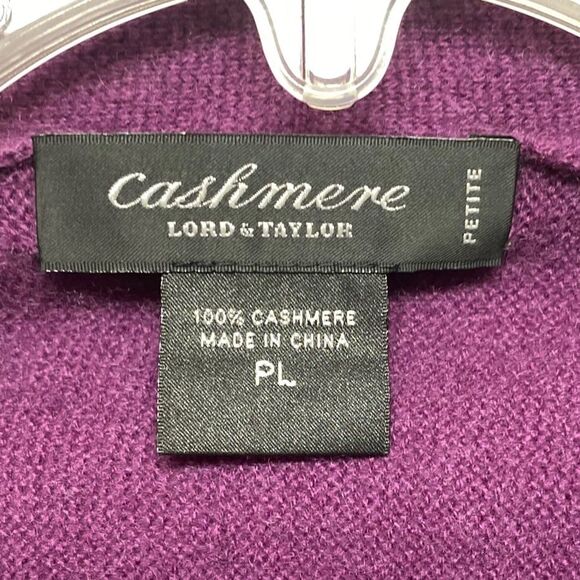 Cashmere
LORD & TAYLOR
PETITE
100% CASHMERE
MADE IN CHINA
PL